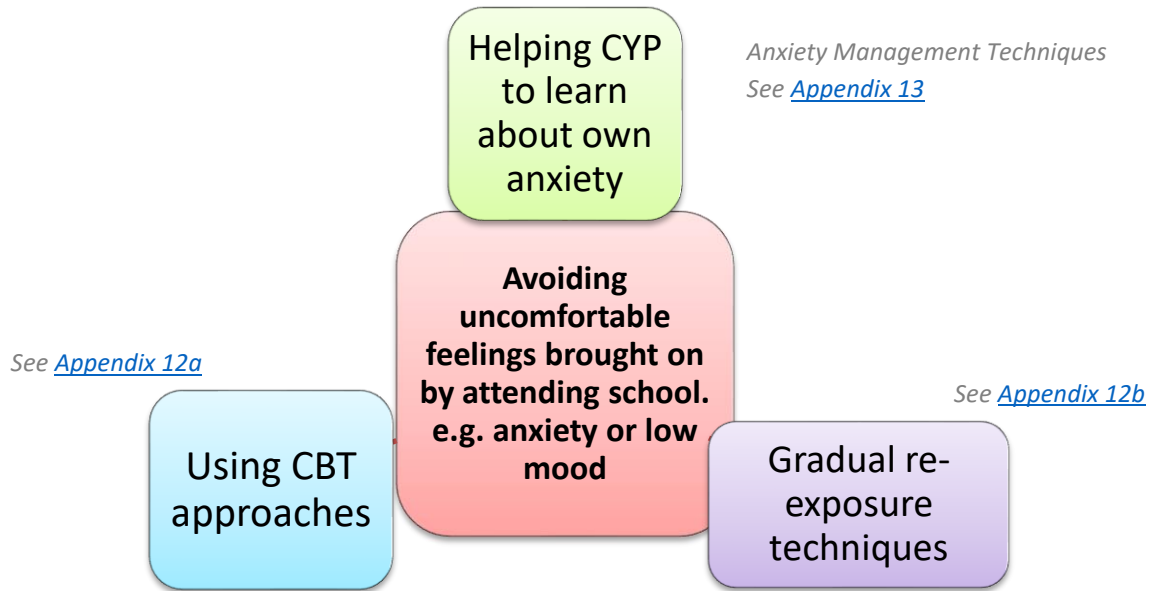 Helping CYP
to learn
about own
anxiety
Anxiety Management Techniques
See Appendix 13
Avoiding
uncomfortable
feelings brought on
by attending school.
e.g. anxiety or low
mood
See Appendix 12a
Using CBT
approaches
See Appendix 12b
Gradual re-
exposure
techniques